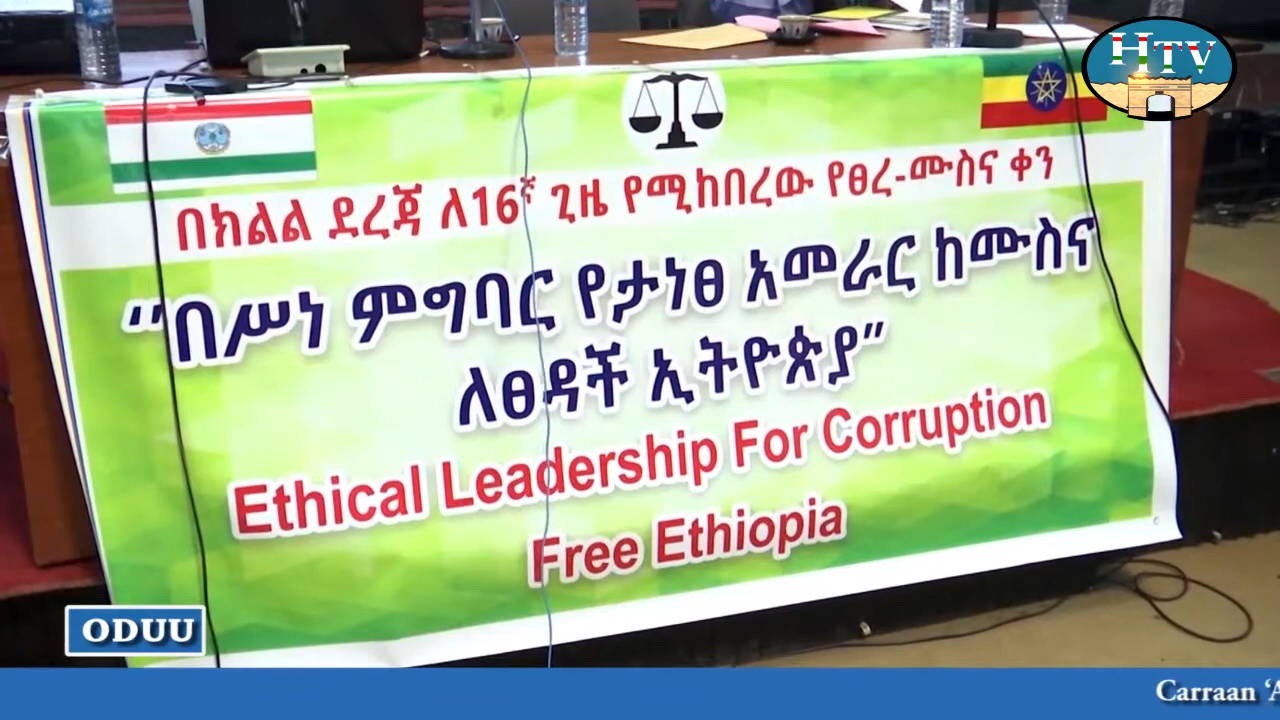 HTV
በክልል ደረጃ ለ16ኛ ጊዜ የሚከበረው የፀረ-ሙስና ቀን
"በሥነ ምግባር የታነፀ አመራር ከሙስና
ለፀዳች ኢትዮጵያ"
Ethical Leadership For Corruption
Free Ethiopia
ODUU
Carraan